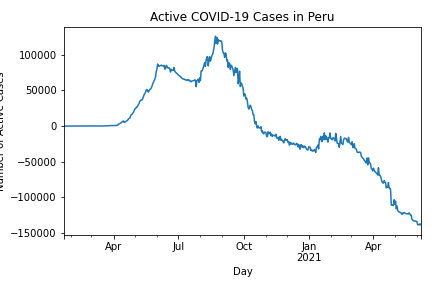 Active COVID-19 Cases in Peru
Number of Active Cases
100000
50000
0
−50000
−100000
−150000
Apr
Jul
Oct
Jan
2021
Apr
Day